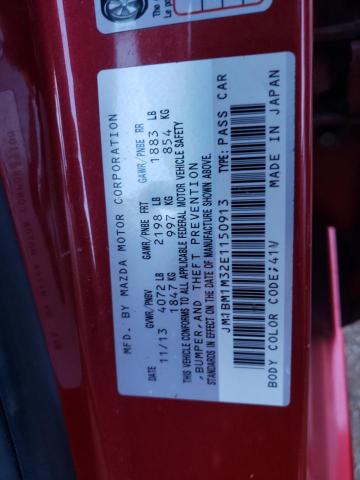 MFD. BY MAZDA MOTOR CORPORATION
GVWR/PNBV GAWR/PNBE FRT GAWR/PNBE RR
11/13 4072 LB 2198 LB 1883 LB
1847 KG 997 KG 854 KG
THIS VEHICLE CONFORMS TO ALL APPLICABLE FEDERAL MOTOR VEHICLE SAFETY
,BUMPER,AND THEFT PREVENTION
STANDARDS IN EFFECT ON THE DATE OF MANUFACTURE SHOWN ABOVE.
JM1BM1M32E1150913 TYPE: PASS CAR
BODY COLOR CODE;41V MADE IN JAPAN